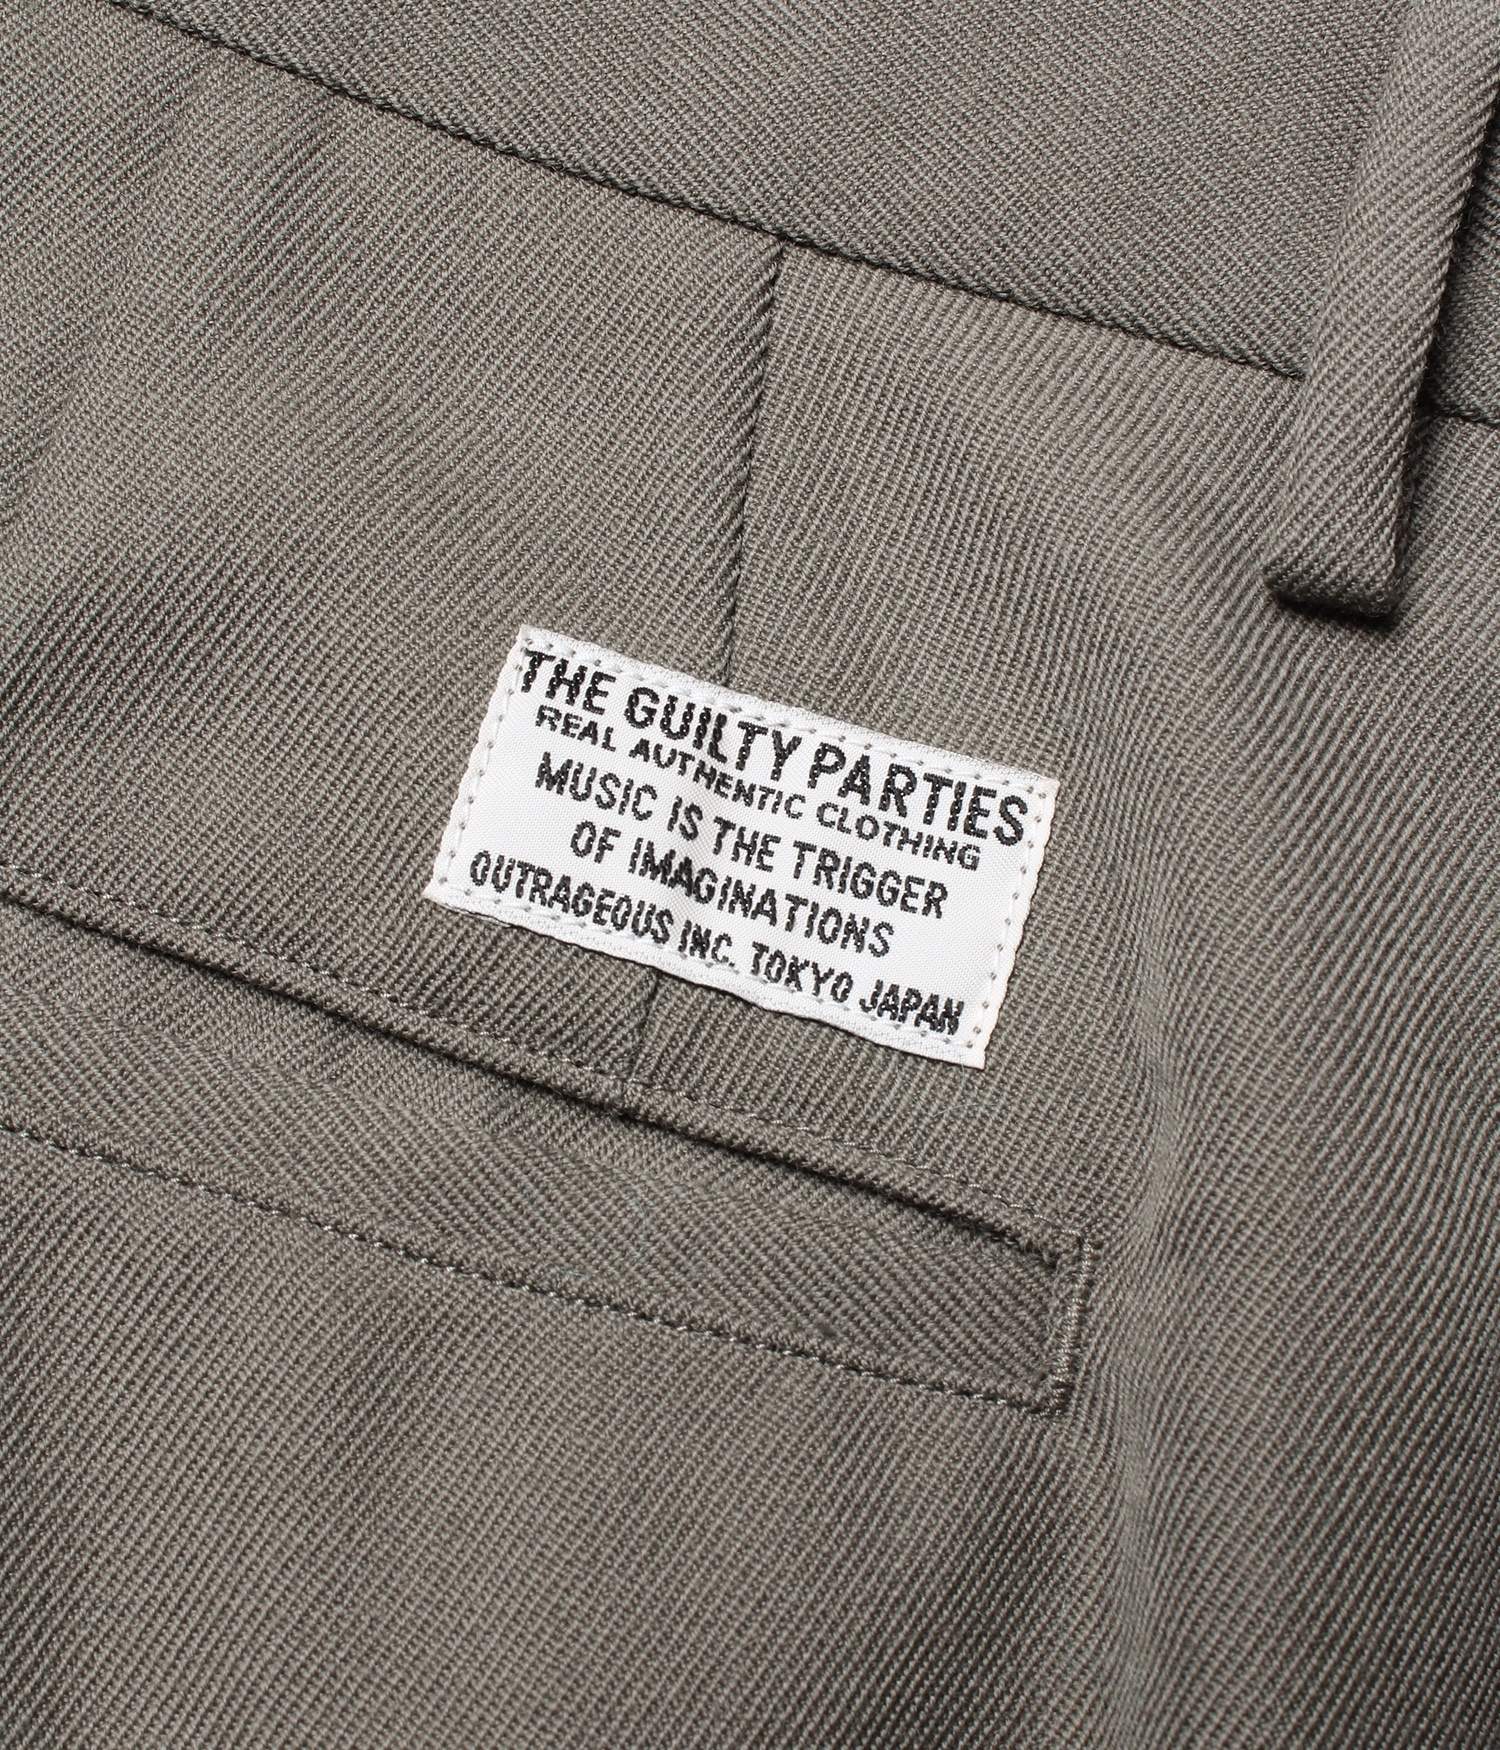 THE GUILTY PARTIES
REAL AUTHENTIC CLOTHING
MUSIC IS THE TRIGGER
OF IMAGINATIONS
OUTRAGEOUS INC. TOKYO JAPAN